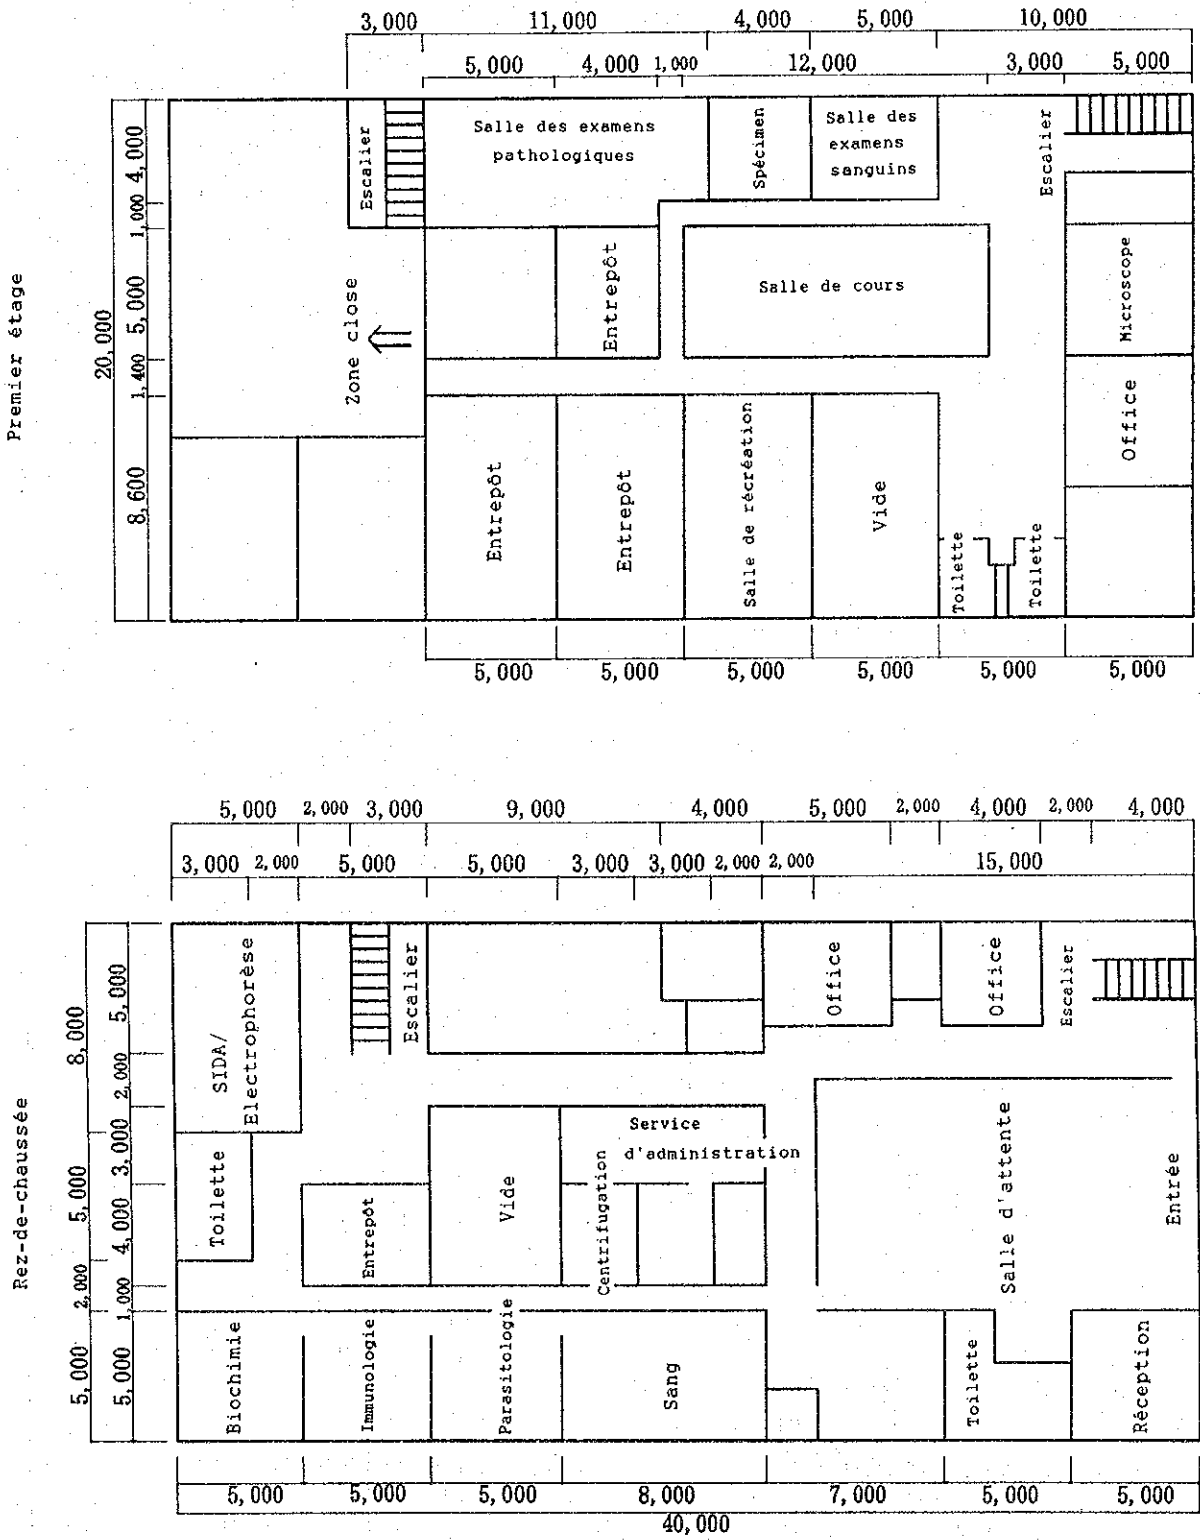 Premier étage
3,000
11,000
4,000
5,000
10,000
5,000
4,000
1,000
12,000
3,000
5,000
20,000
4,000
1,000
5,000
1,400
8,600
Escalier
Salle des examens
pathologiques
Spécimen
Salle des
examens
sanguins
Escalier
Zone close
Entrepôt
Salle de cours
Microscope
Office
Entrepôt
Entrepôt
Salle de récréation
Vide
Toilette
Toilette
5,000
5,000
5,000
5,000
5,000
5,000
Rez-de-chaussée
5,000
2,000
3,000
9,000
4,000
5,000
2,000
4,000
2,000
4,000
3,000
2,000
5,000
5,000
3,000
3,000
2,000
2,000
15,000
8,000
5,000
2,000
5,000
5,000
2,000
3,000
4,000
1,000
5,000
SIDA/
Electrophorèse
Escalier
Office
Office
Escalier
Toilette
Entrepôt
Vide
Service
d'administration
Centrifugation
Salle d'attente
Entrée
Biochimie
Immunologie
Parasitologie
Sang
Toilette
Réception
5,000
5,000
5,000
8,000
7,000
5,000
5,000
40,000